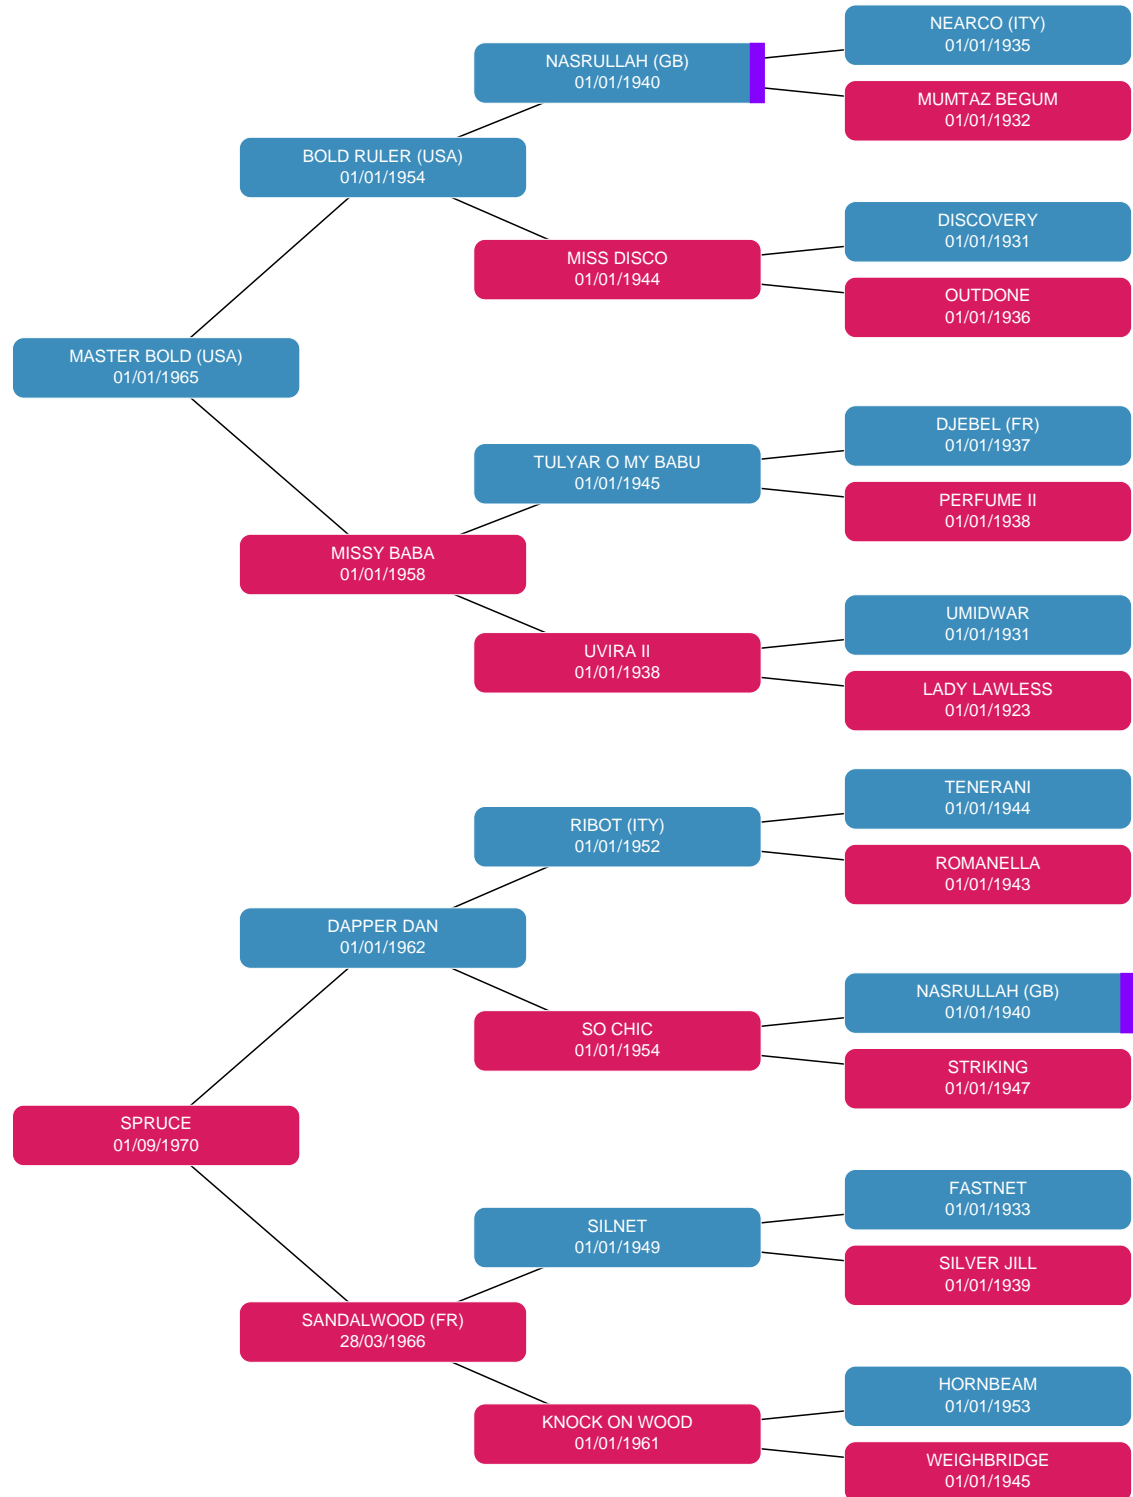 NEARCO (ITY)
01/01/1935
NASRULLAH (GB)
01/01/1940
MUMTAZ BEGUM
01/01/1932
BOLD RULER (USA)
01/01/1954
DISCOVERY
01/01/1931
MISS DISCO
01/01/1944
OUTDONE
01/01/1936
MASTER BOLD (USA)
01/01/1965
DJEBEL (FR)
01/01/1937
TULYAR O MY BABU
01/01/1945
PERFUME II
01/01/1938
MISSY BABA
01/01/1958
UMIDWAR
01/01/1931
UVIRA II
01/01/1938
LADY LAWLESS
01/01/1923
TENERANI
01/01/1944
RIBOT (ITY)
01/01/1952
ROMANELLA
01/01/1943
DAPPER DAN
01/01/1962
NASRULLAH (GB)
01/01/1940
SO CHIC
01/01/1954
STRIKING
01/01/1947
SPRUCE
01/09/1970
FASTNET
01/01/1933
SILNET
01/01/1949
SILVER JILL
01/01/1939
SANDALWOOD (FR)
28/03/1966
HORNBEAM
01/01/1953
KNOCK ON WOOD
01/01/1961
WEIGHBRIDGE
01/01/1945